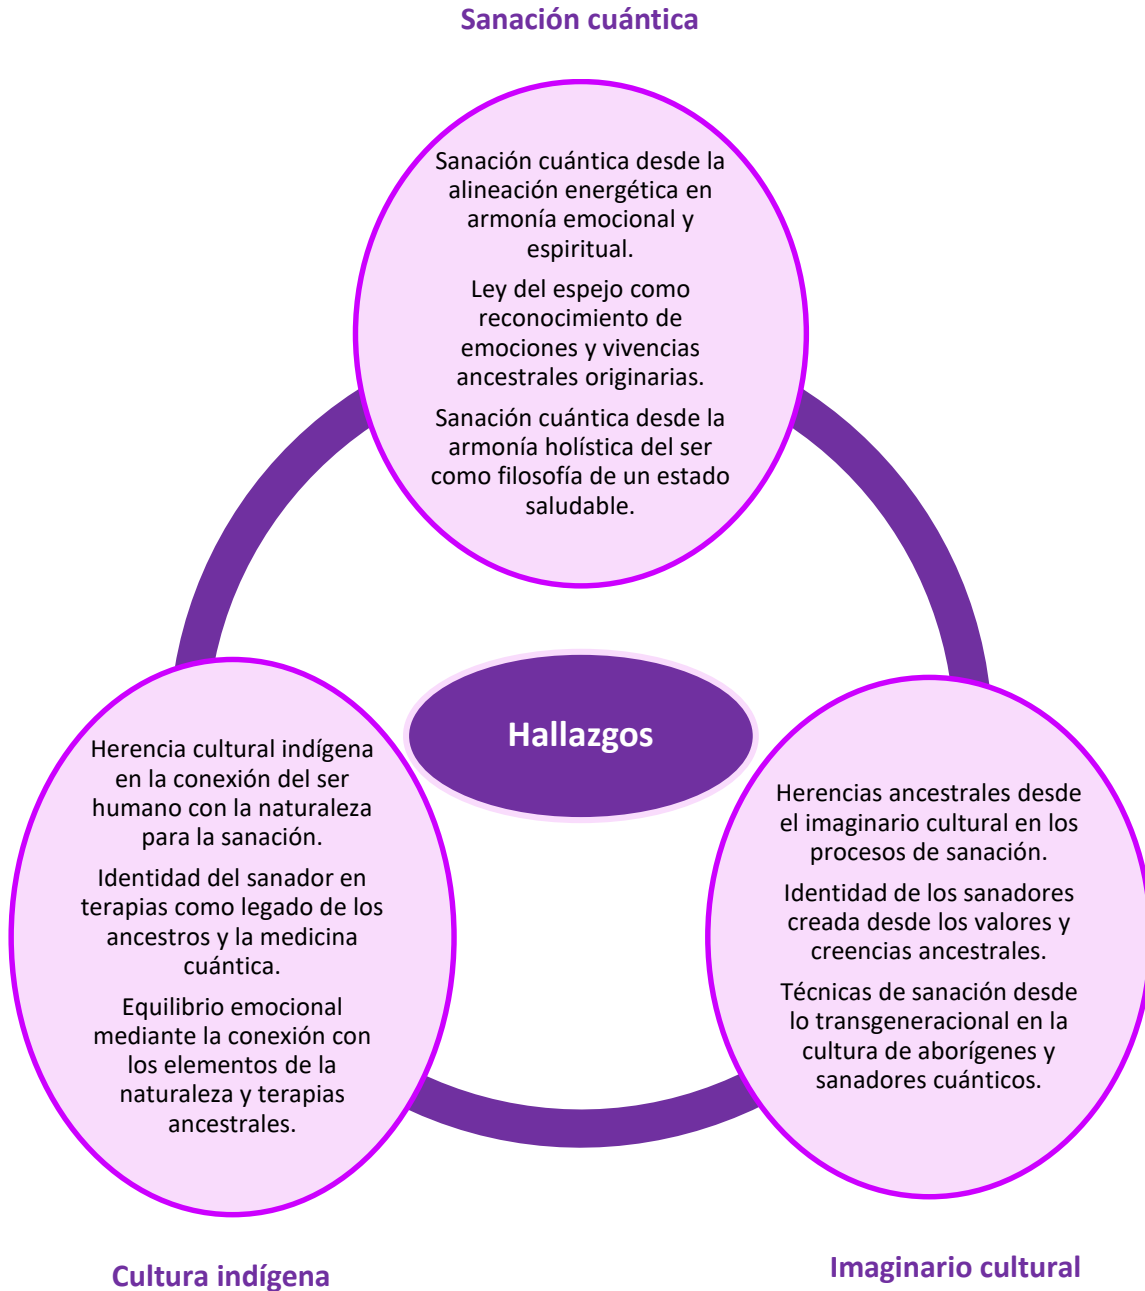 Sanación cuántica
Sanación cuántica desde la
alineación energética en
armonía emocional y
espiritual.
Ley del espejo como
reconocimiento de
emociones y vivencias
ancestrales originarias.
Sanación cuántica desde la
armonía holística del ser
como filosofía de un estado
saludable.
Hallazgos
Herencia cultural indígena
en la conexión del ser
humano con la naturaleza
para la sanación.
Identidad del sanador en
terapias como legado de los
ancestros y la medicina
cuántica.
Equilibrio emocional
mediante la conexión con
los elementos de la
naturaleza y terapias
ancestrales.
Herencias ancestrales desde
el imaginario cultural en los
procesos de sanación.
Identidad de los sanadores
creada desde los valores y
creencias ancestrales.
Técnicas de sanación desde
lo transgeneracional en la
cultura de aborígenes y
sanadores cuánticos.
Cultura indígena
Imaginario cultural